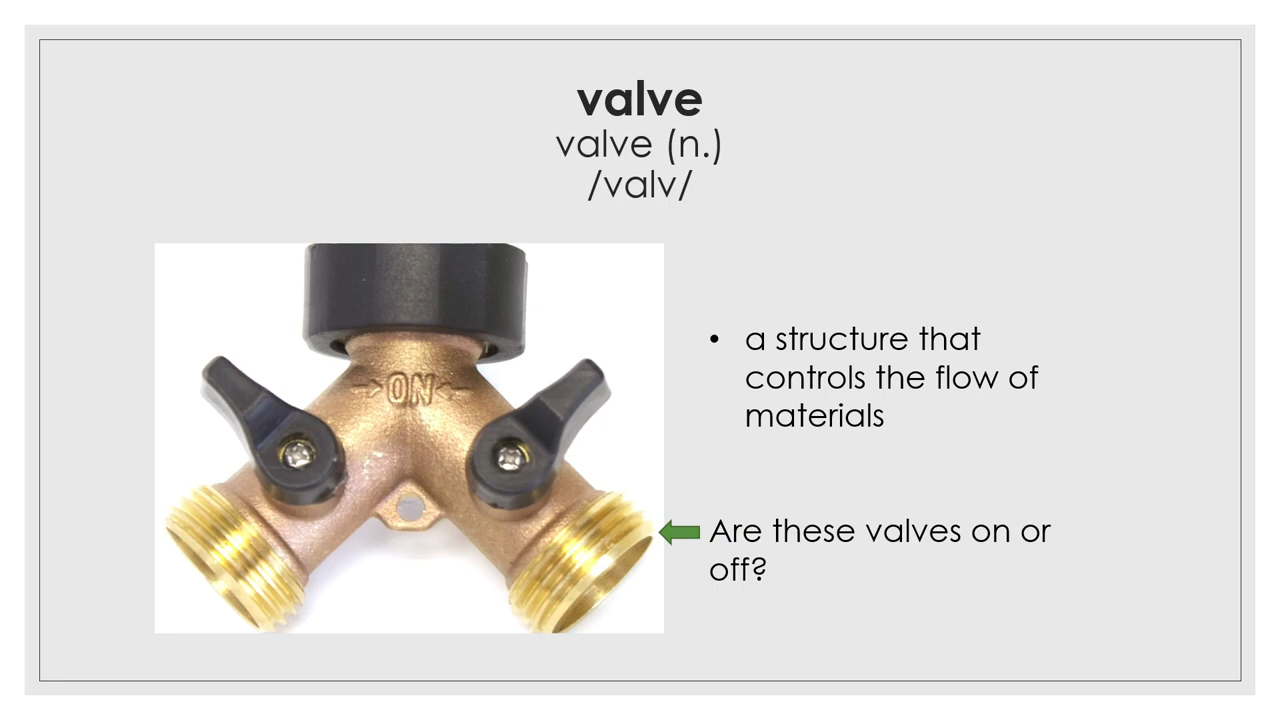 valve
valve (n.)
/valv/
→ON←
• a structure that
controls the flow of
materials
Are these valves on or
off?